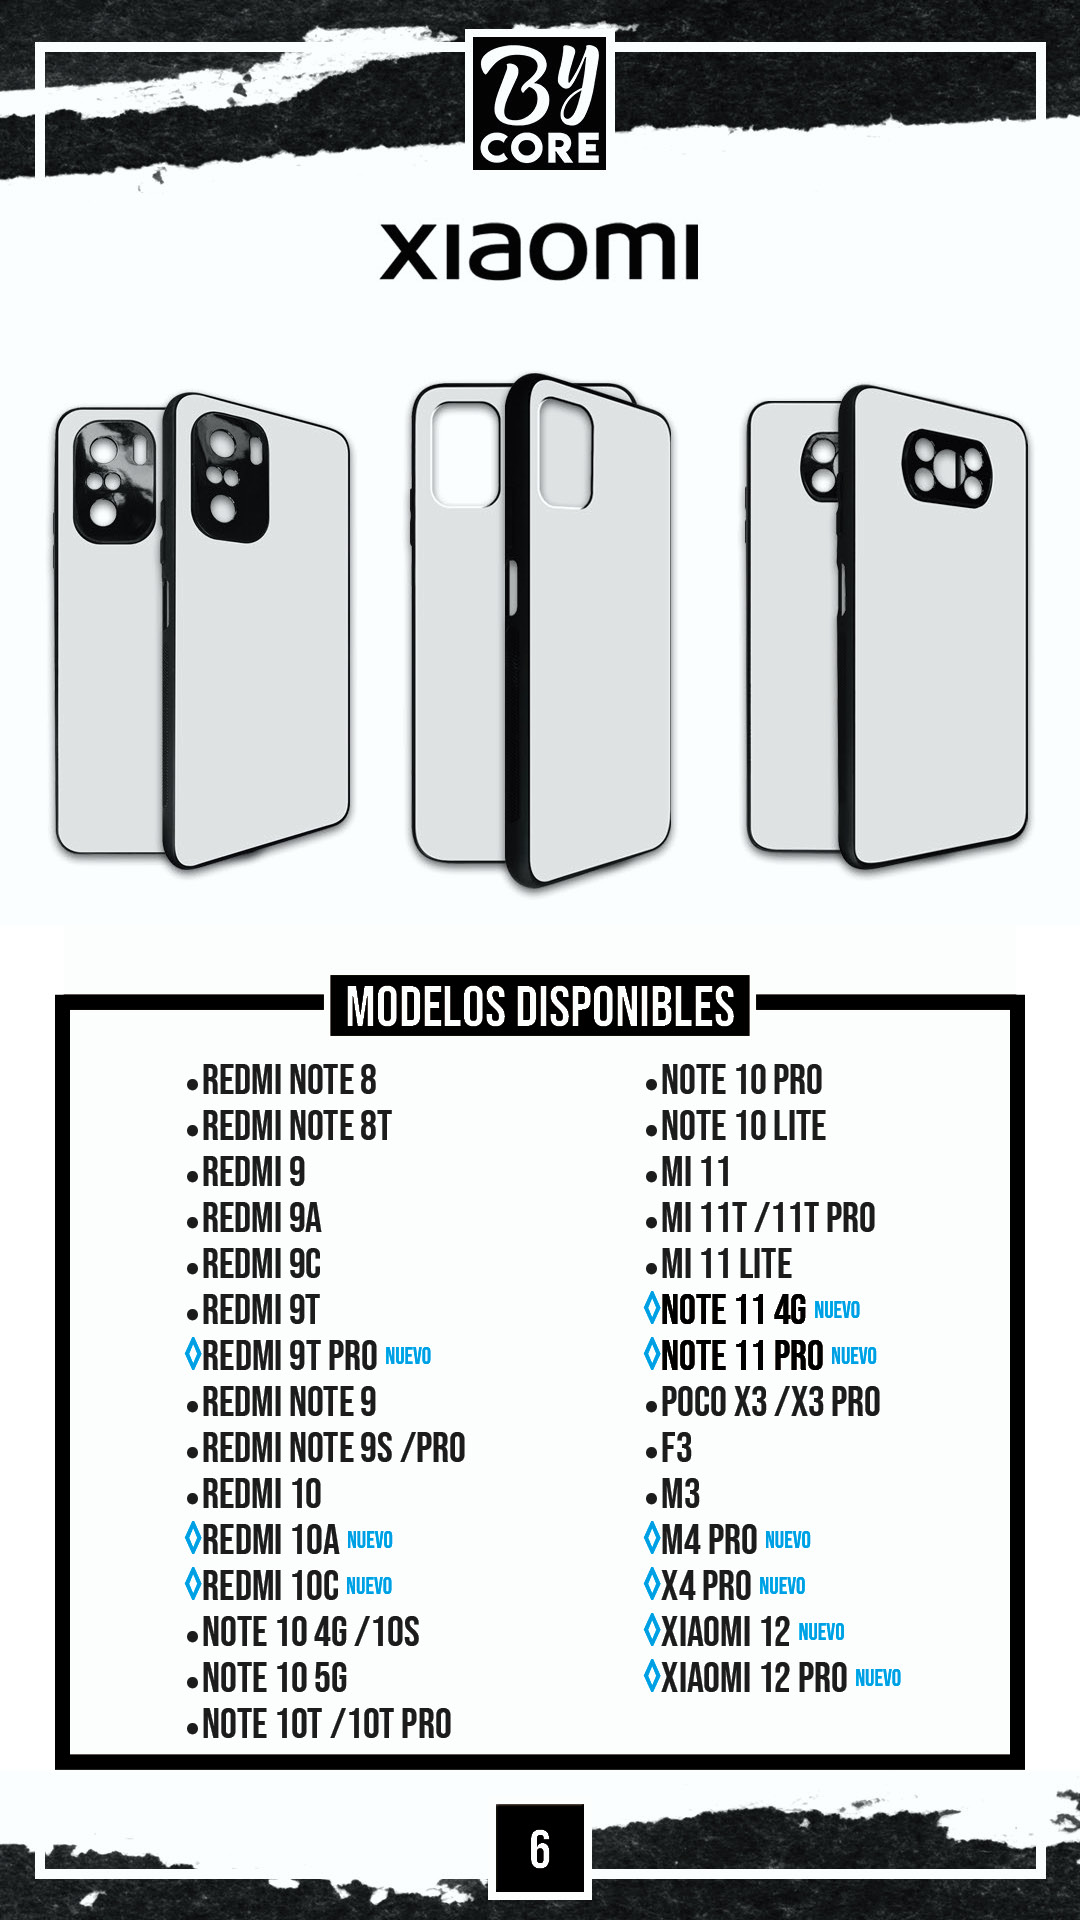 By
CORE
xiaomi
MODELOS DISPONIBLES
•REDMI NOTE 8
•REDMI NOTE 8T
•REDMI 9
•REDMI 9A
•REDMI 9C
•REDMI 9T
◊REDMI 9T PRO NUEVO
•REDMI NOTE 9
•REDMI NOTE 9S /PRO
•REDMI 10
◊REDMI 10A NUEVO
◊REDMI 10C NUEVO
•NOTE 10 4G /10S
•NOTE 10 5G
•NOTE 10T /10T PRO
•NOTE 10 PRO
•NOTE 10 LITE
•MI 11
•MI 11T /11T PRO
•MI 11 LITE
◊NOTE 11 4G NUEVO
◊NOTE 11 PRO NUEVO
•POCO X3 /X3 PRO
•F3
•M3
◊M4 PRO NUEVO
◊X4 PRO NUEVO
◊XIAOMI 12 NUEVO
◊XIAOMI 12 PRO NUEVO
6